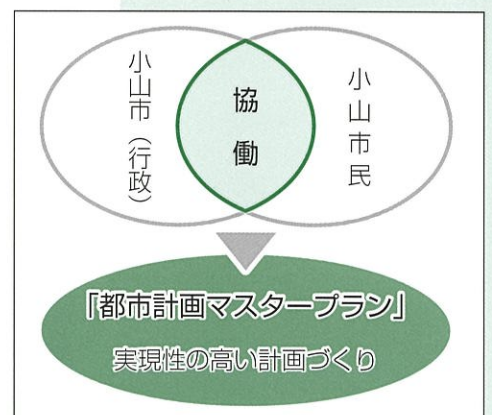 小山市（行政）
協働
小山市民
「都市計画マスタープラン」
実現性の高い計画づくり